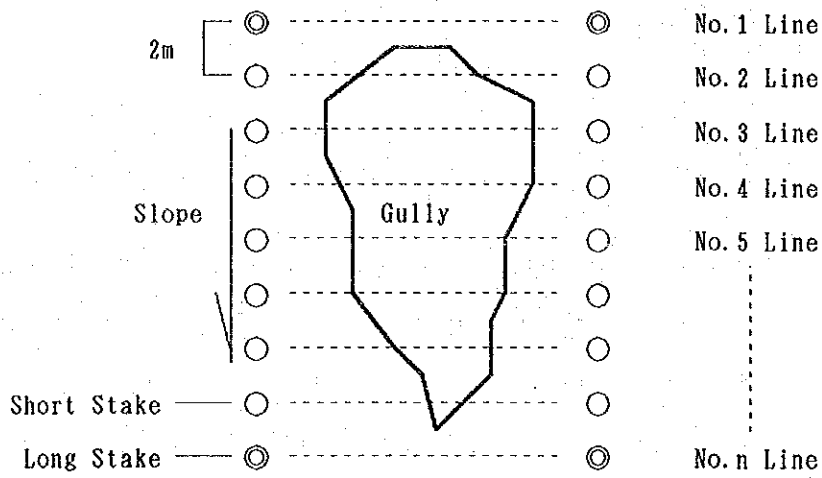 No. 1 Line
2m
No. 2 Line
No. 3 Line
No. 4 Line
Slope
Gully
No. 5 Line
Short Stake
Long Stake
No. n Line